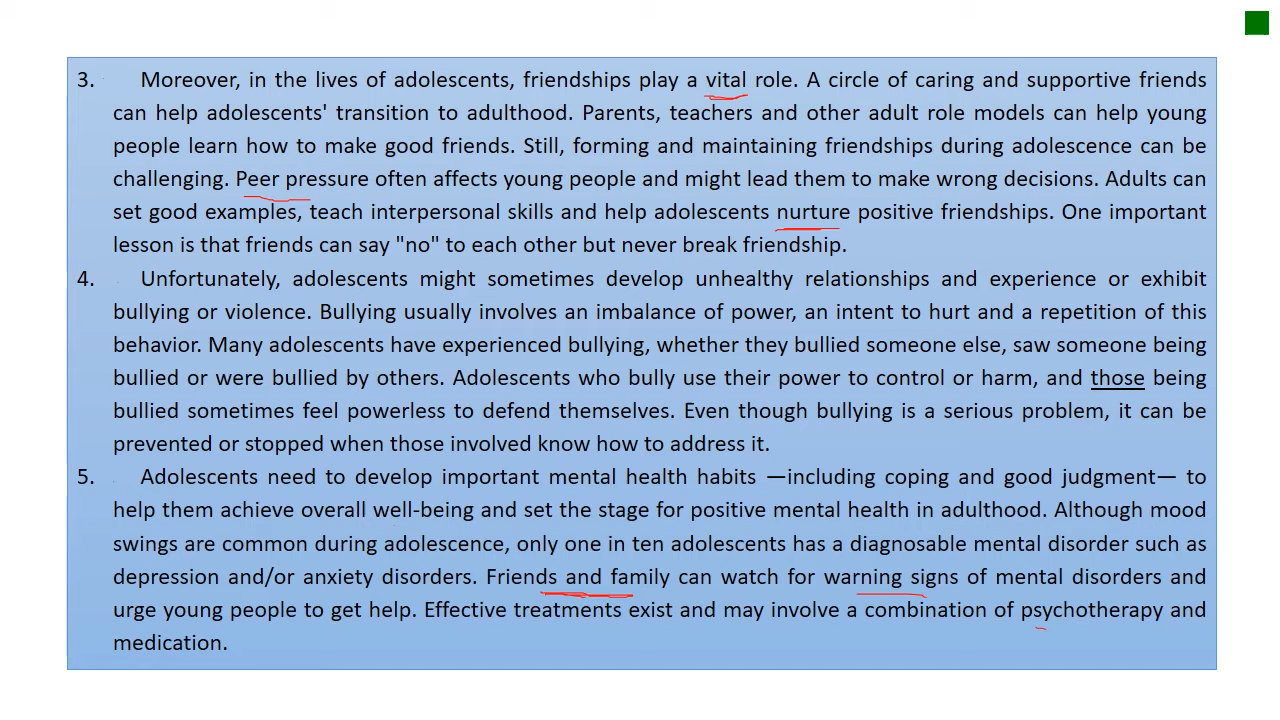 3. Moreover, in the lives of adolescents, friendships play a vital role. A circle of caring and supportive friends
can help adolescents' transition to adulthood. Parents, teachers and other adult role models can help young
people learn how to make good friends. Still, forming and maintaining friendships during adolescence can be
challenging. Peer pressure often affects young people and might lead them to make wrong decisions. Adults can
set good examples, teach interpersonal skills and help adolescents nurture positive friendships. One important
lesson is that friends can say "no" to each other but never break friendship.
4. Unfortunately, adolescents might sometimes develop unhealthy relationships and experience or exhibit
bullying or violence. Bullying usually involves an imbalance of power, an intent to hurt and a repetition of this
behavior. Many adolescents have experienced bullying, whether they bullied someone else, saw someone being
bullied or were bullied by others. Adolescents who bully use their power to control or harm, and those being
bullied sometimes feel powerless to defend themselves. Even though bullying is a serious problem, it can be
prevented or stopped when those involved know how to address it.
5. Adolescents need to develop important mental health habits —including coping and good judgment— to
help them achieve overall well-being and set the stage for positive mental health in adulthood. Although mood
swings are common during adolescence, only one in ten adolescents has a diagnosable mental disorder such as
depression and/or anxiety disorders. Friends and family can watch for warning signs of mental disorders and
urge young people to get help. Effective treatments exist and may involve a combination of psychotherapy and
medication.